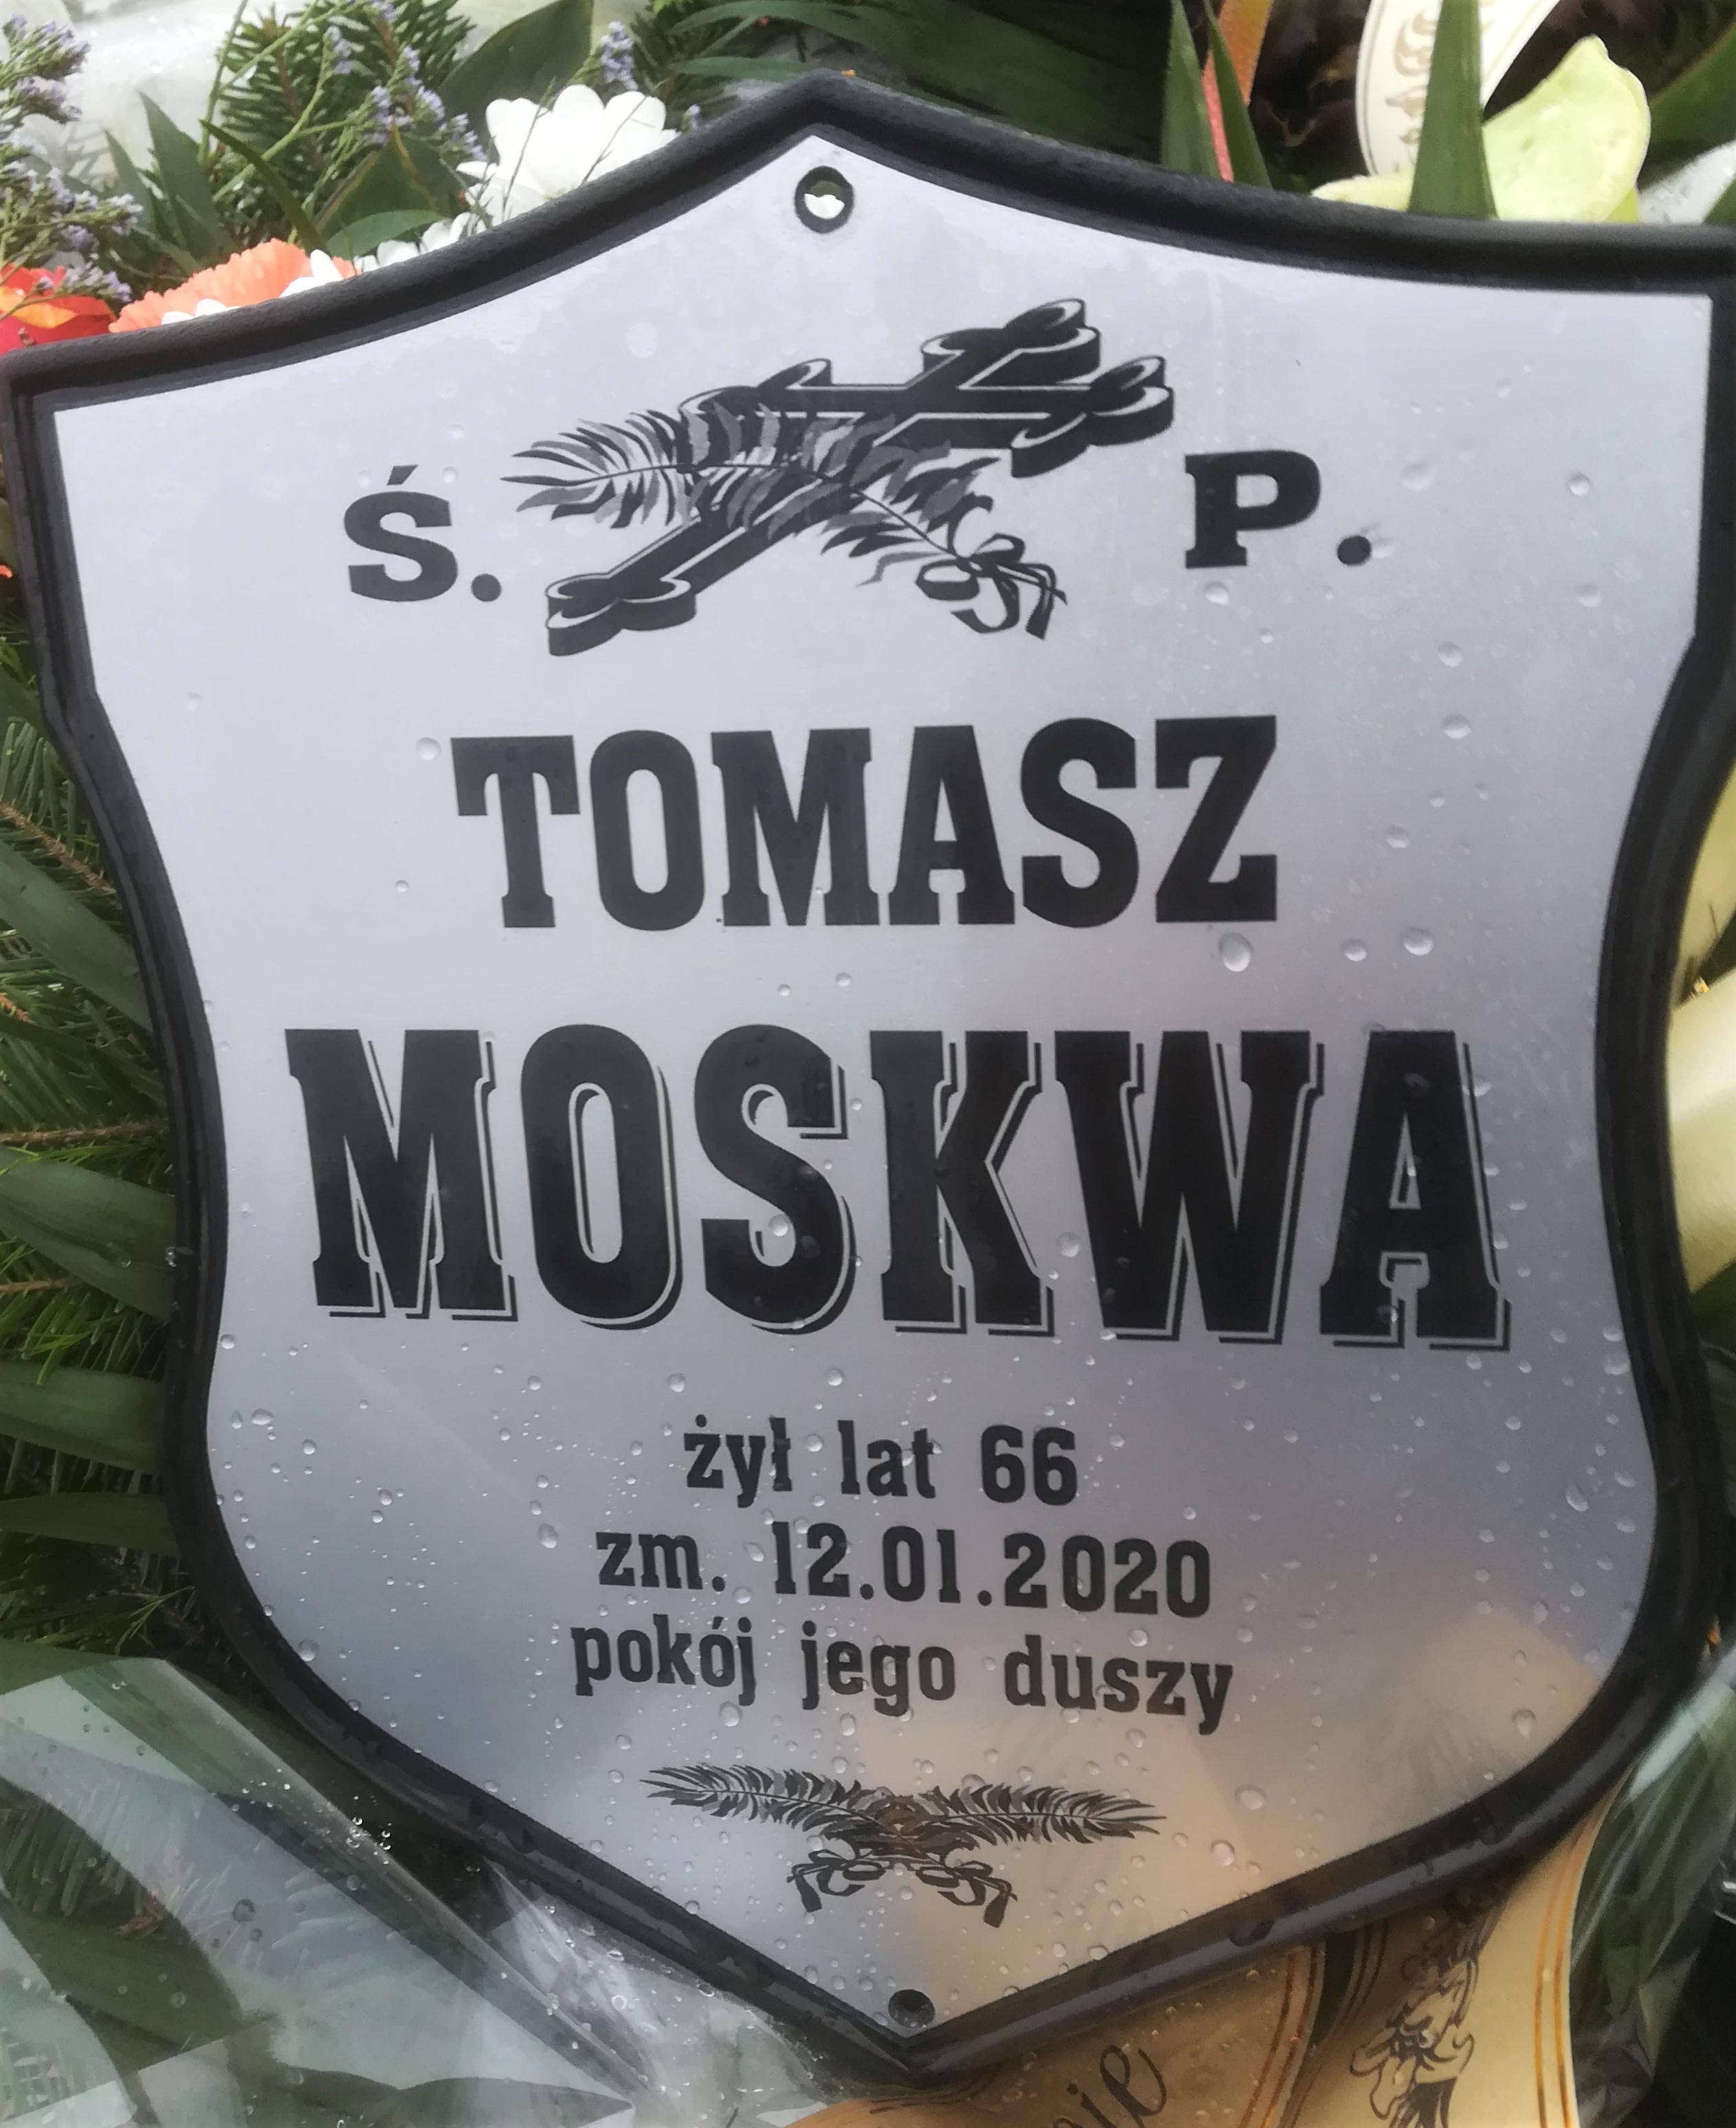 Ś. P.
TOMASZ
MOSKWA
żył lat 66
zm. 12.01.2020
pokój jego duszy